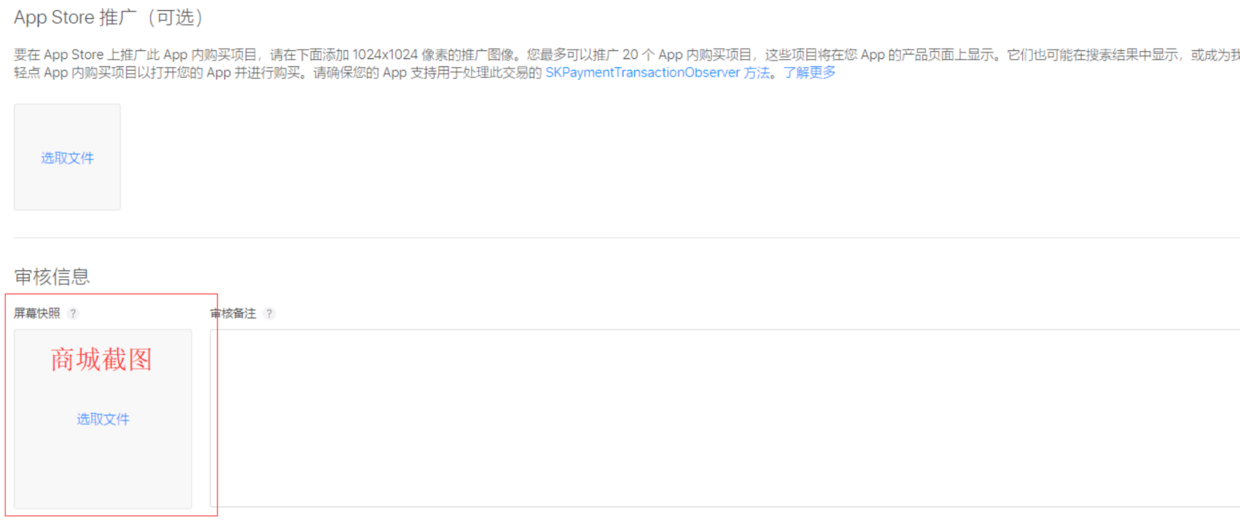 App Store 推广（可选）
要在 App Store 上推广此 App 内购买项目，请在下面添加 1024x1024 像素的推广图像。您最多可以推广 20 个 App 内购买项目，这些项目将在您 App 的产品页面上显示。它们也可能在搜索结果中显示，或成为我
轻点 App 内购买项目以打开您的 App 并进行购买。请确保您的 App 支持用于处理此交易的 SKPaymentTransactionObserver 方法。了解更多
选取文件
审核信息
屏幕快照 ?
审核备注 ?
商城截图
选取文件